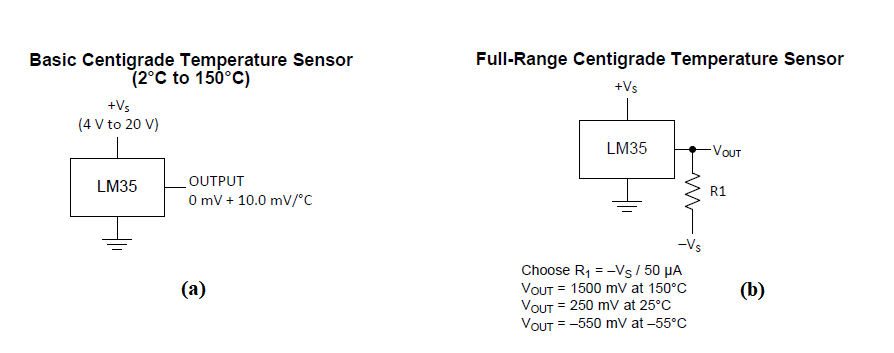 Basic Centigrade Temperature Sensor
(2°C to 150°C)
+VS
(4 V to 20 V)
LM35
OUTPUT
0 mV + 10.0 mV/°C
(a)
Full-Range Centigrade Temperature Sensor
+VS
LM35
VOUT
R1
–VS
Choose R1 = –VS / 50 µA
VOUT = 1500 mV at 150°C
VOUT = 250 mV at 25°C
VOUT = –550 mV at –55°C
(b)